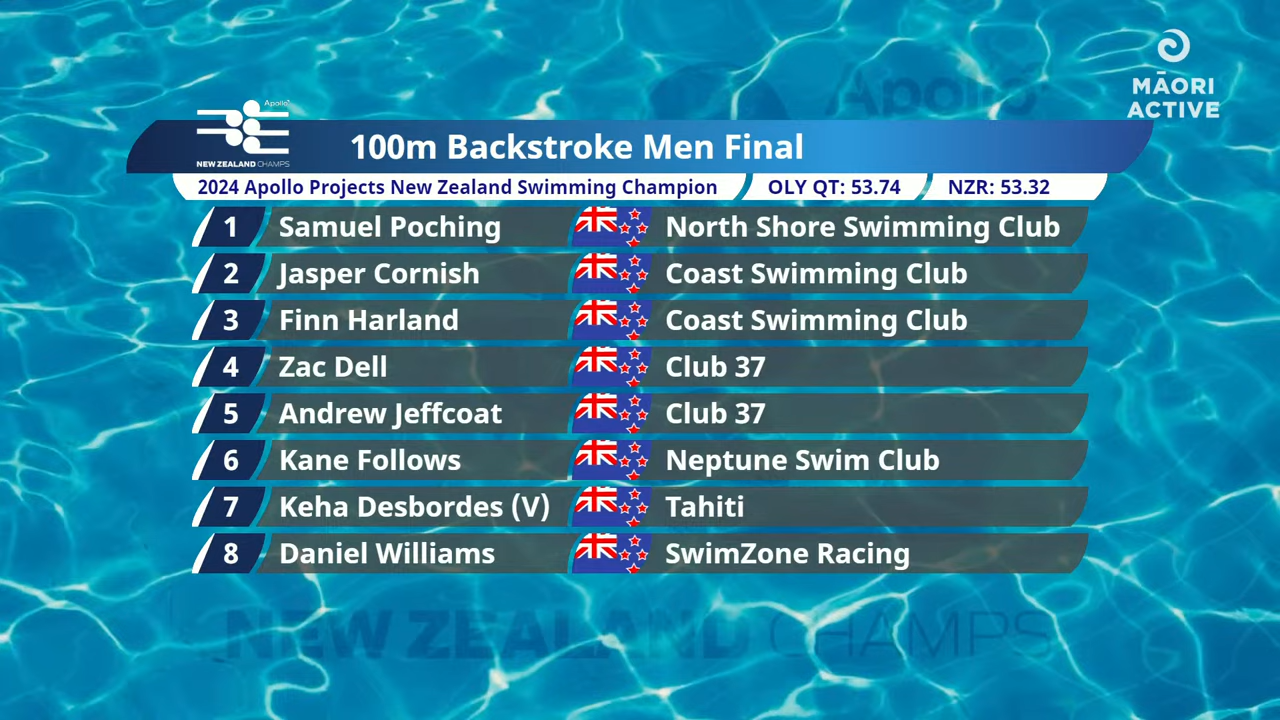 MĀORI
ACTIVE
Apollo
Apollo
NEW ZEALAND CHAMPS
100m Backstroke Men Final
2024 Apollo Projects New Zealand Swimming Champion OLY QT: 53.74 NZR: 53.32
1 Samuel Poching North Shore Swimming Club
2 Jasper Cornish Coast Swimming Club
3 Finn Harland Coast Swimming Club
4 Zac Dell Club 37
5 Andrew Jeffcoat Club 37
6 Kane Follows Neptune Swim Club
7 Keha Desbordes (V) Tahiti
8 Daniel Williams SwimZone Racing
NEW ZEALAND CHAMPS